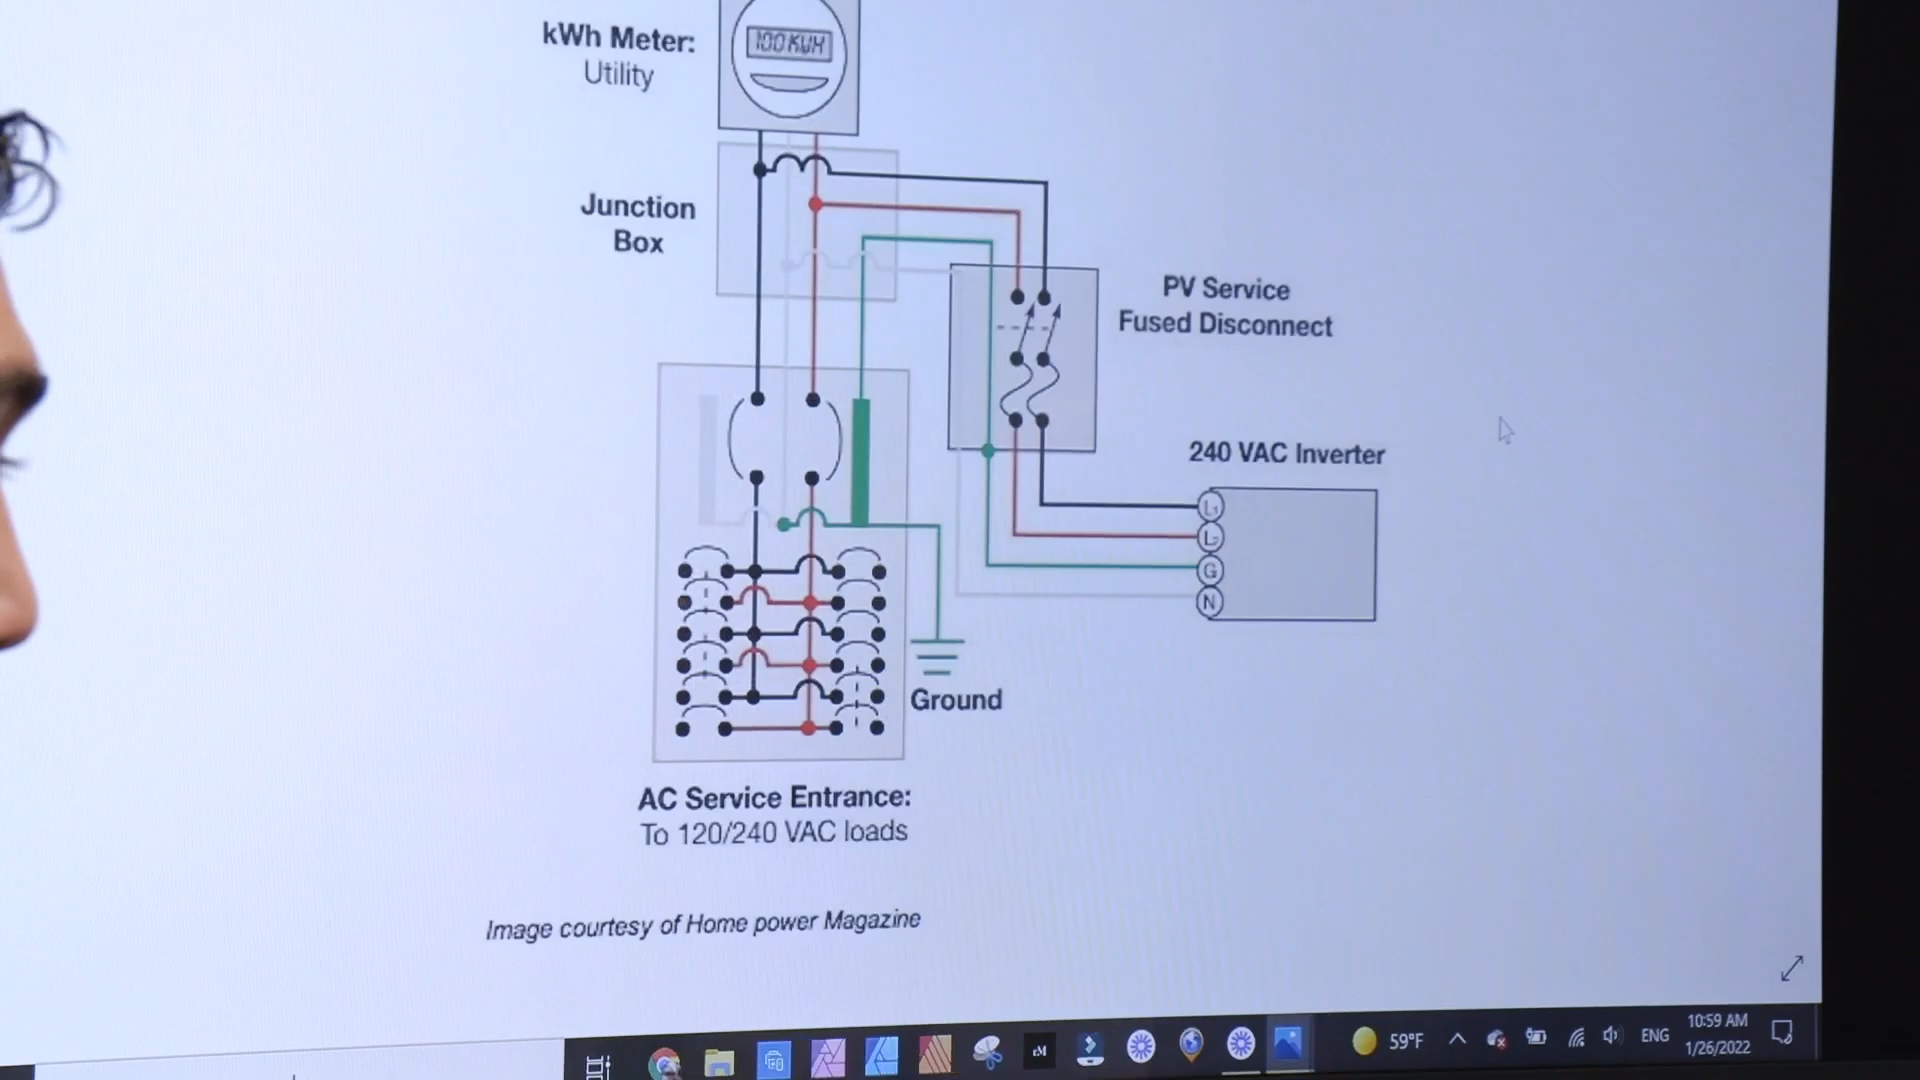 kWh Meter:
Utility
100 KWH
Junction
Box
PV Service
Fused Disconnect
240 VAC Inverter
L1
L2
G
N
Ground
AC Service Entrance:
To 120/240 VAC loads
Image courtesy of Home power Magazine
59°F
ENG
10:59 AM
1/26/2022